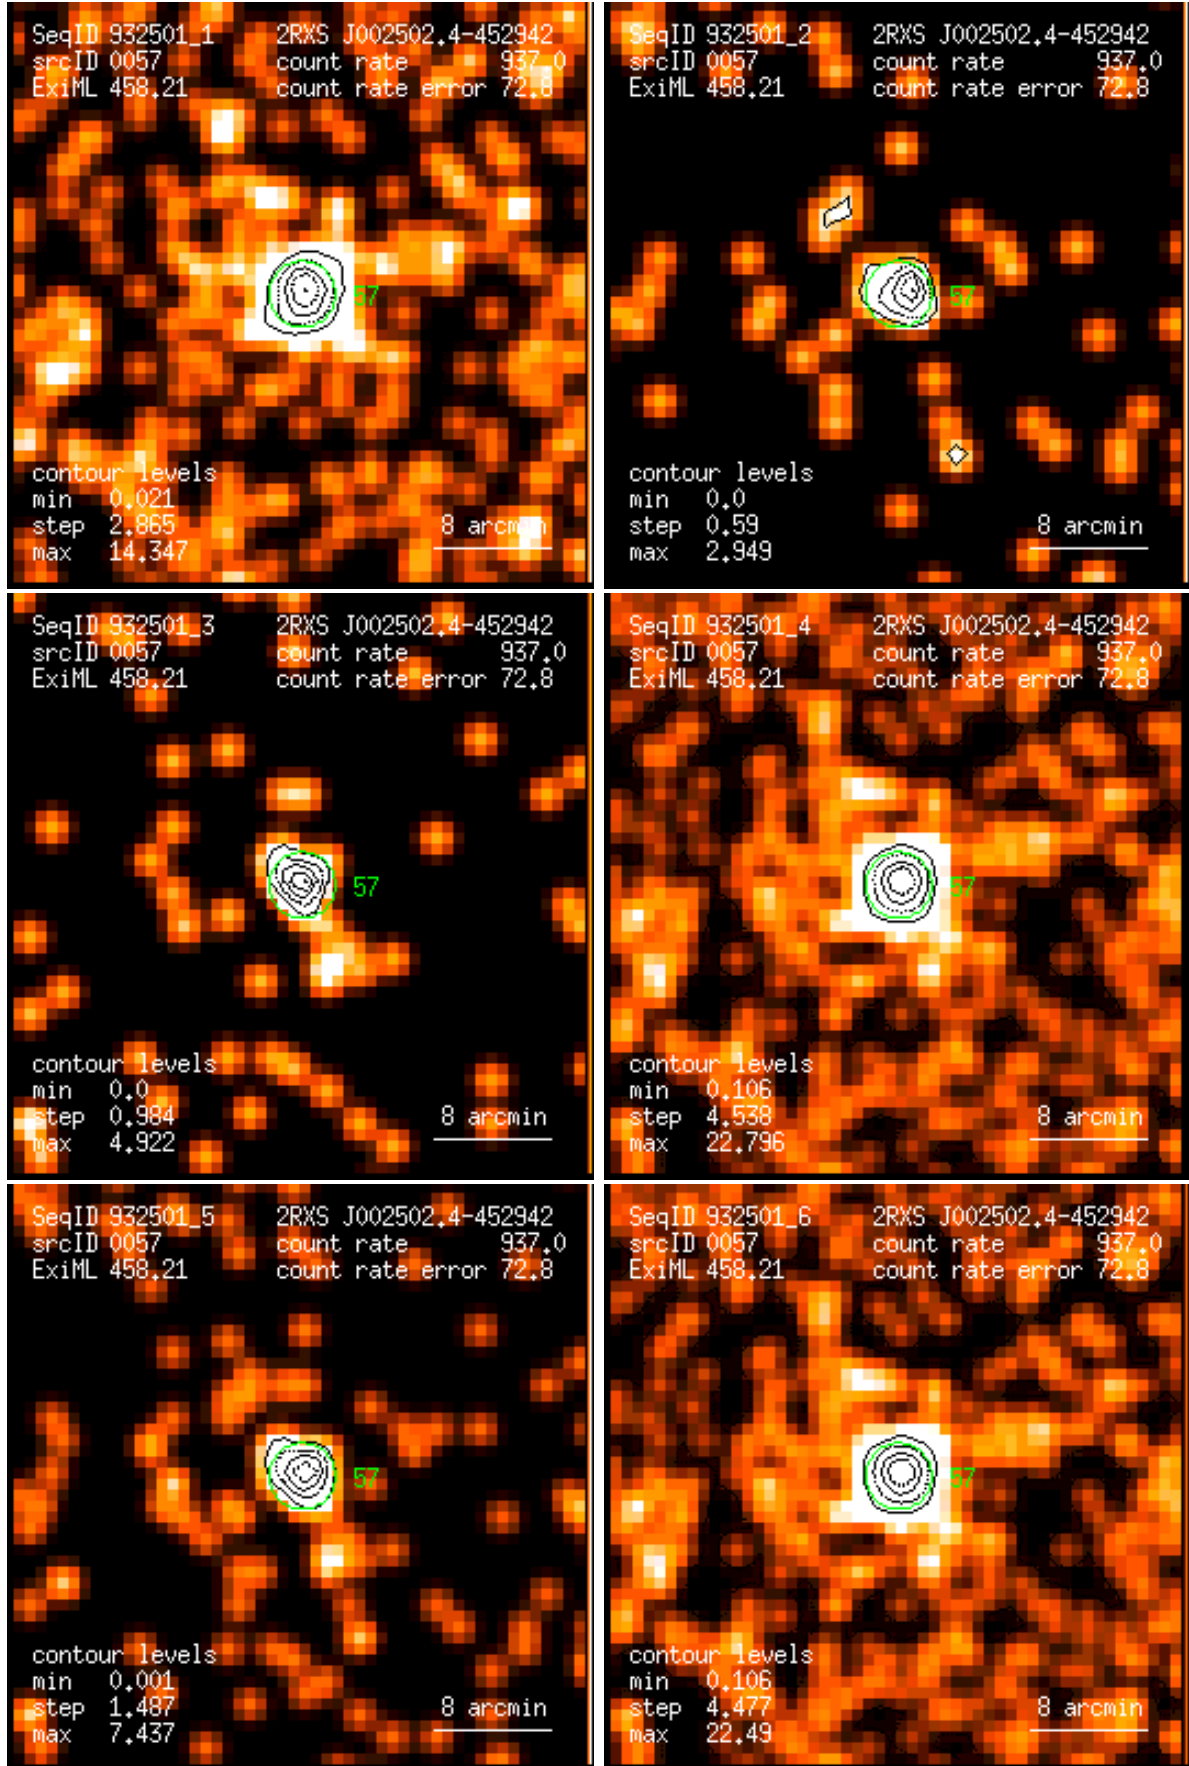 SeqID 932501_1 2RXS J002502.4-452942
srcID 0057 count rate 937.0
ExiML 458.21 count rate error 72.8
57
contour levels
min 0.021
step 2.865 8 arcmin
max 14.347
SeqID 932501_2 2RXS J002502.4-452942
srcID 0057 count rate 937.0
ExiML 458.21 count rate error 72.8
57
contour levels
min 0.0
step 0.59 8 arcmin
max 2.949
SeqID 932501_3 2RXS J002502.4-452942
srcID 0057 count rate 937.0
ExiML 458.21 count rate error 72.8
57
contour levels
min 0.0
step 0.984 8 arcmin
max 4.922
SeqID 932501_4 2RXS J002502.4-452942
srcID 0057 count rate 937.0
ExiML 458.21 count rate error 72.8
57
contour levels
min 0.106
step 4.538 8 arcmin
max 22.796
SeqID 932501_5 2RXS J002502.4-452942
srcID 0057 count rate 937.0
ExiML 458.21 count rate error 72.8
57
contour levels
min 0.001
step 1.487 8 arcmin
max 7.437
SeqID 932501_6 2RXS J002502.4-452942
srcID 0057 count rate 937.0
ExiML 458.21 count rate error 72.8
57
contour levels
min 0.106
step 4.477 8 arcmin
max 22.49